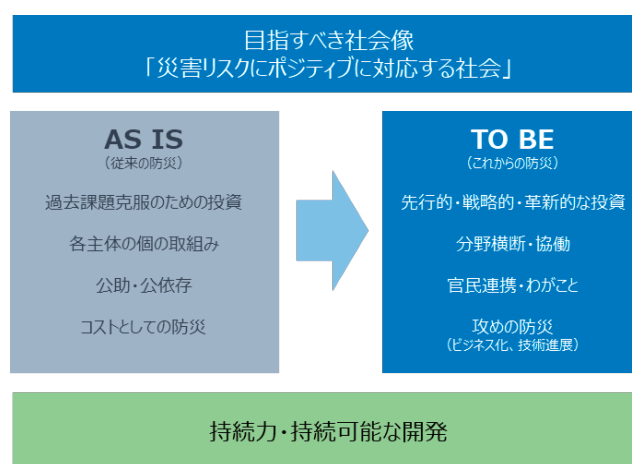 目指すべき社会像
「災害リスクにポジティブに対応する社会」
AS IS
（従来の防災）
過去課題克服のための投資
各主体の個の取組み
公助・公依存
コストとしての防災
TO BE
（これからの防災）
先行的・戦略的・革新的な投資
分野横断・協働
官民連携・わがこと
攻めの防災
（ビジネス化、技術進展）
持続力・持続可能な開発